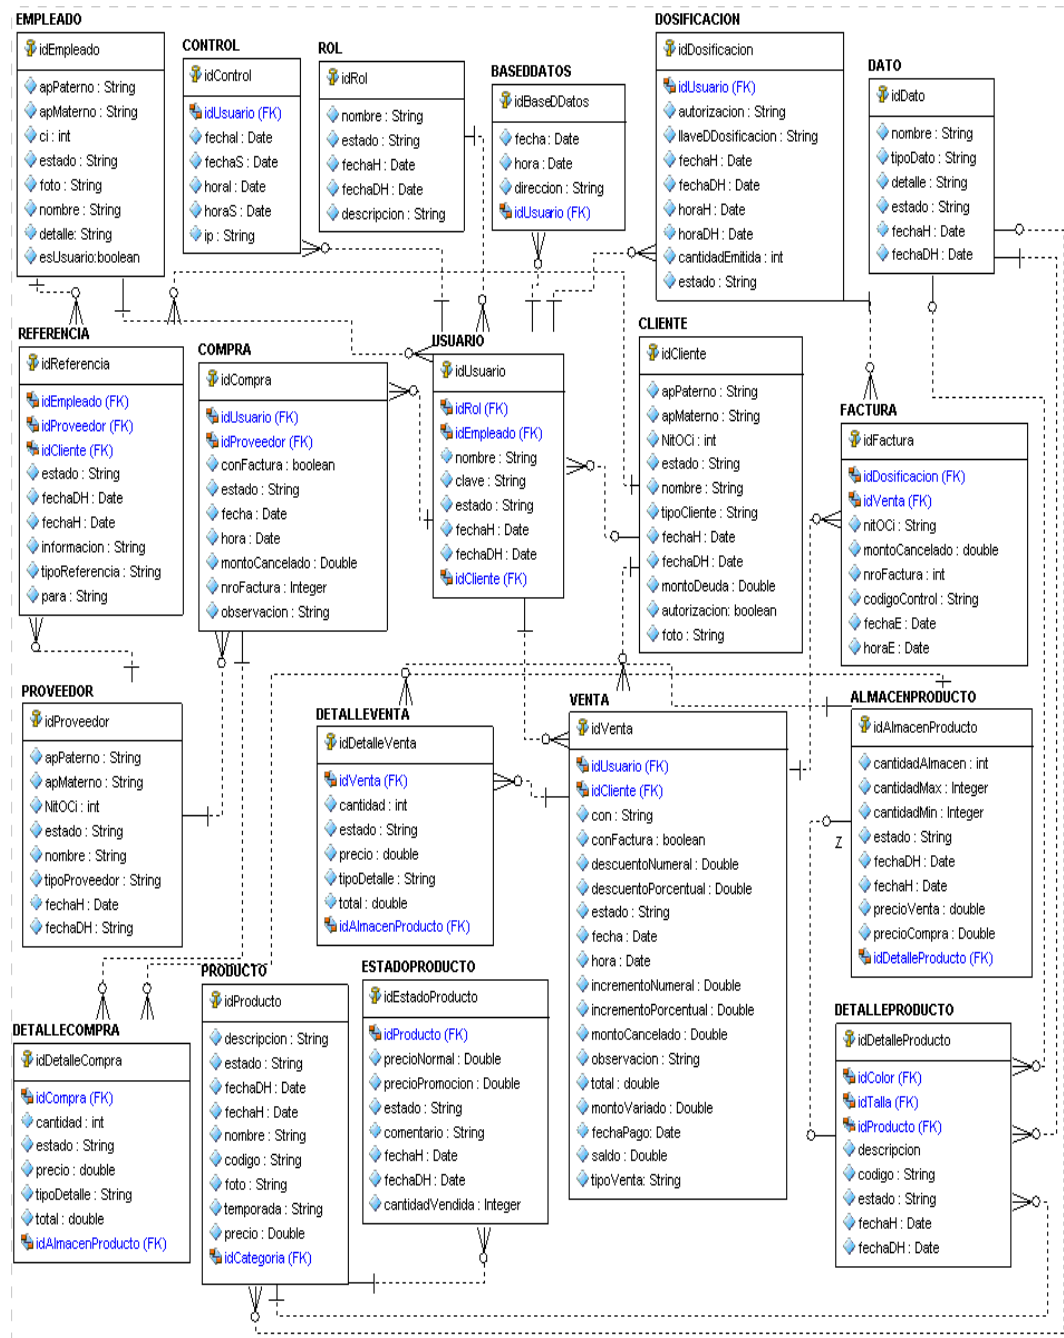 EMPLEADO
idEmpleado
apPaterno : String
apMaterno : String
ci : int
estado : String
foto : String
nombre : String
detalle: String
esUsuario:boolean
CONTROL
idControl
idUsuario (FK)
fechaI : Date
fechaS : Date
horaI : Date
horaS : Date
ip : String
ROL
idRol
nombre : String
estado : String
fechaH : Date
fechaDH : Date
descripcion : String
BASEDDATOS
idBaseDDatos
fecha : Date
hora : Date
direccion : String
idUsuario (FK)
DOSIFICACION
idDosificacion
idUsuario (FK)
autorizacion : String
llaveDDosificacion : String
fechaH : Date
fechaDH : Date
horaH : Date
horaDH : Date
cantidadEmitida : int
estado : String
DATO
idDato
nombre : String
tipoDato : String
detalle : String
estado : String
fechaH : Date
fechaDH : Date
REFERENCIA
idReferencia
idEmpleado (FK)
idProveedor (FK)
idCliente (FK)
estado : String
fechaDH : Date
fechaH : Date
informacion : String
tipoReferencia : String
para : String
COMPRA
idCompra
idUsuario (FK)
idProveedor (FK)
conFactura : boolean
estado : String
fecha : Date
hora : Date
montoCancelado : Double
nroFactura : Integer
observacion : String
USUARIO
idUsuario
idRol (FK)
idEmpleado (FK)
nombre : String
clave : String
estado : String
fechaH : Date
fechaDH : Date
idCliente (FK)
CLIENTE
idCliente
apPaterno : String
apMaterno : String
NitOCi : int
estado : String
nombre : String
tipoCliente : String
fechaH : Date
fechaDH : Date
montoDeuda : Double
autorizacion: boolean
foto : String
FACTURA
idFactura
idDosificacion (FK)
idVenta (FK)
nitOCi : String
montoCancelado : double
nroFactura : int
codigoControl : String
fechaE : Date
horaE : Date
PROVEEDOR
idProveedor
apPaterno : String
apMaterno : String
NitOCi : int
estado : String
nombre : String
tipoProveedor : String
fechaH : Date
fechaDH : String
DETALLEVENTA
idDetalleVenta
idVenta (FK)
cantidad : int
estado : String
precio : double
tipoDetalle : String
total : double
idAlmacenProducto (FK)
VENTA
idVenta
idUsuario (FK)
idCliente (FK)
con : String
conFactura : boolean
descuentoNumeral : Double
descuentoPorcentual : Double
estado : String
fecha : Date
hora : Date
incrementoNumeral : Double
incrementoPorcentual : Double
montoCancelado : Double
observacion : String
total : double
montoVariado : Double
fechaPago: Date
saldo : Double
tipoVenta: String
ALMACENPRODUCTO
idAlmacenProducto
cantidadAlmacen : int
cantidadMax : Integer
cantidadMin : Integer
estado : String
fechaDH : Date
fechaH : Date
precioVenta : double
precioCompra : Double
idDetalleProducto (FK)
Z
DETALLECOMPRA
idDetalleCompra
idCompra (FK)
cantidad : int
estado : String
precio : double
tipoDetalle : String
total : double
idAlmacenProducto (FK)
PRODUCTO
idProducto
descripcion : String
estado : String
fechaDH : Date
fechaH : Date
nombre : String
codigo : String
foto : String
temporada : String
precio : Double
idCategoria (FK)
ESTADOPRODUCTO
idEstadoProducto
idProducto (FK)
precioNormal : Double
precioPromocion : Double
estado : String
comentario : String
fechaH : Date
fechaDH : Date
cantidadVendida : Integer
DETALLEPRODUCTO
idDetalleProducto
idColor (FK)
idTalla (FK)
idProducto (FK)
descripcion
codigo : String
estado : String
fechaH : Date
fechaDH : Date